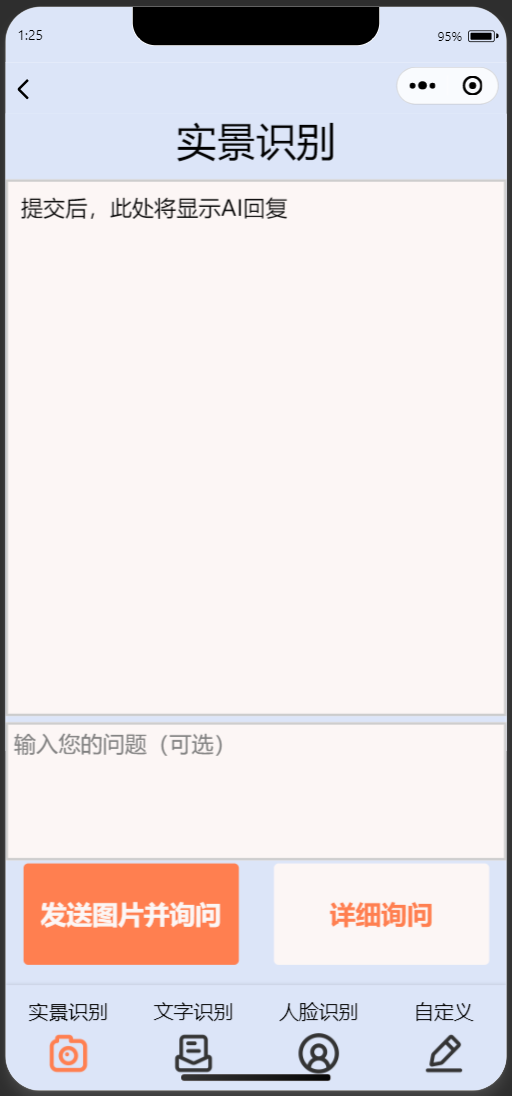 1:25
95%
实景识别
提交后，此处将显示AI回复
输入您的问题（可选）
发送图片并询问
详细询问
实景识别
文字识别
人脸识别
自定义